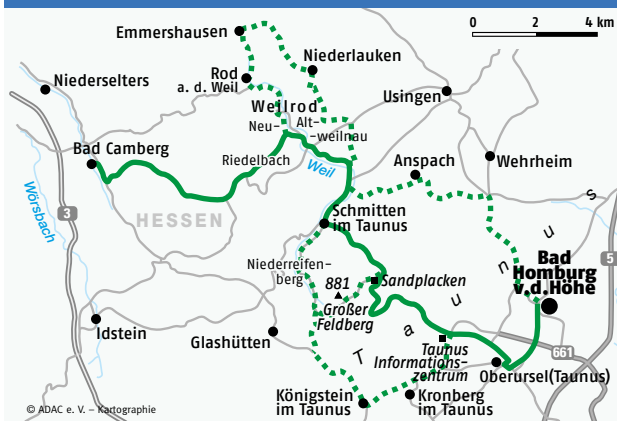 0 2 4 km
Emmershausen
Niederlauken
Rod
a. d. Weil
Niederselters
Weilrod
Usingen
Neu-
Alt-
weilnau
Bad Camberg
Riedelbach
Weil
Anspach
Wehrheim
Wörsbach
HESSEN
3
Schmitten
im Taunus
Taunus
5
Niederreifen-
berg
881
Sandplacken
Bad
Homburg
v.d.Höhe
Großer
Feldberg
Idstein
Glashütten
Taunus
Informations-
zentrum
661
Oberursel(Taunus)
Königstein
im Taunus
Kronberg
im Taunus
© ADAC e. V. – Kartographie